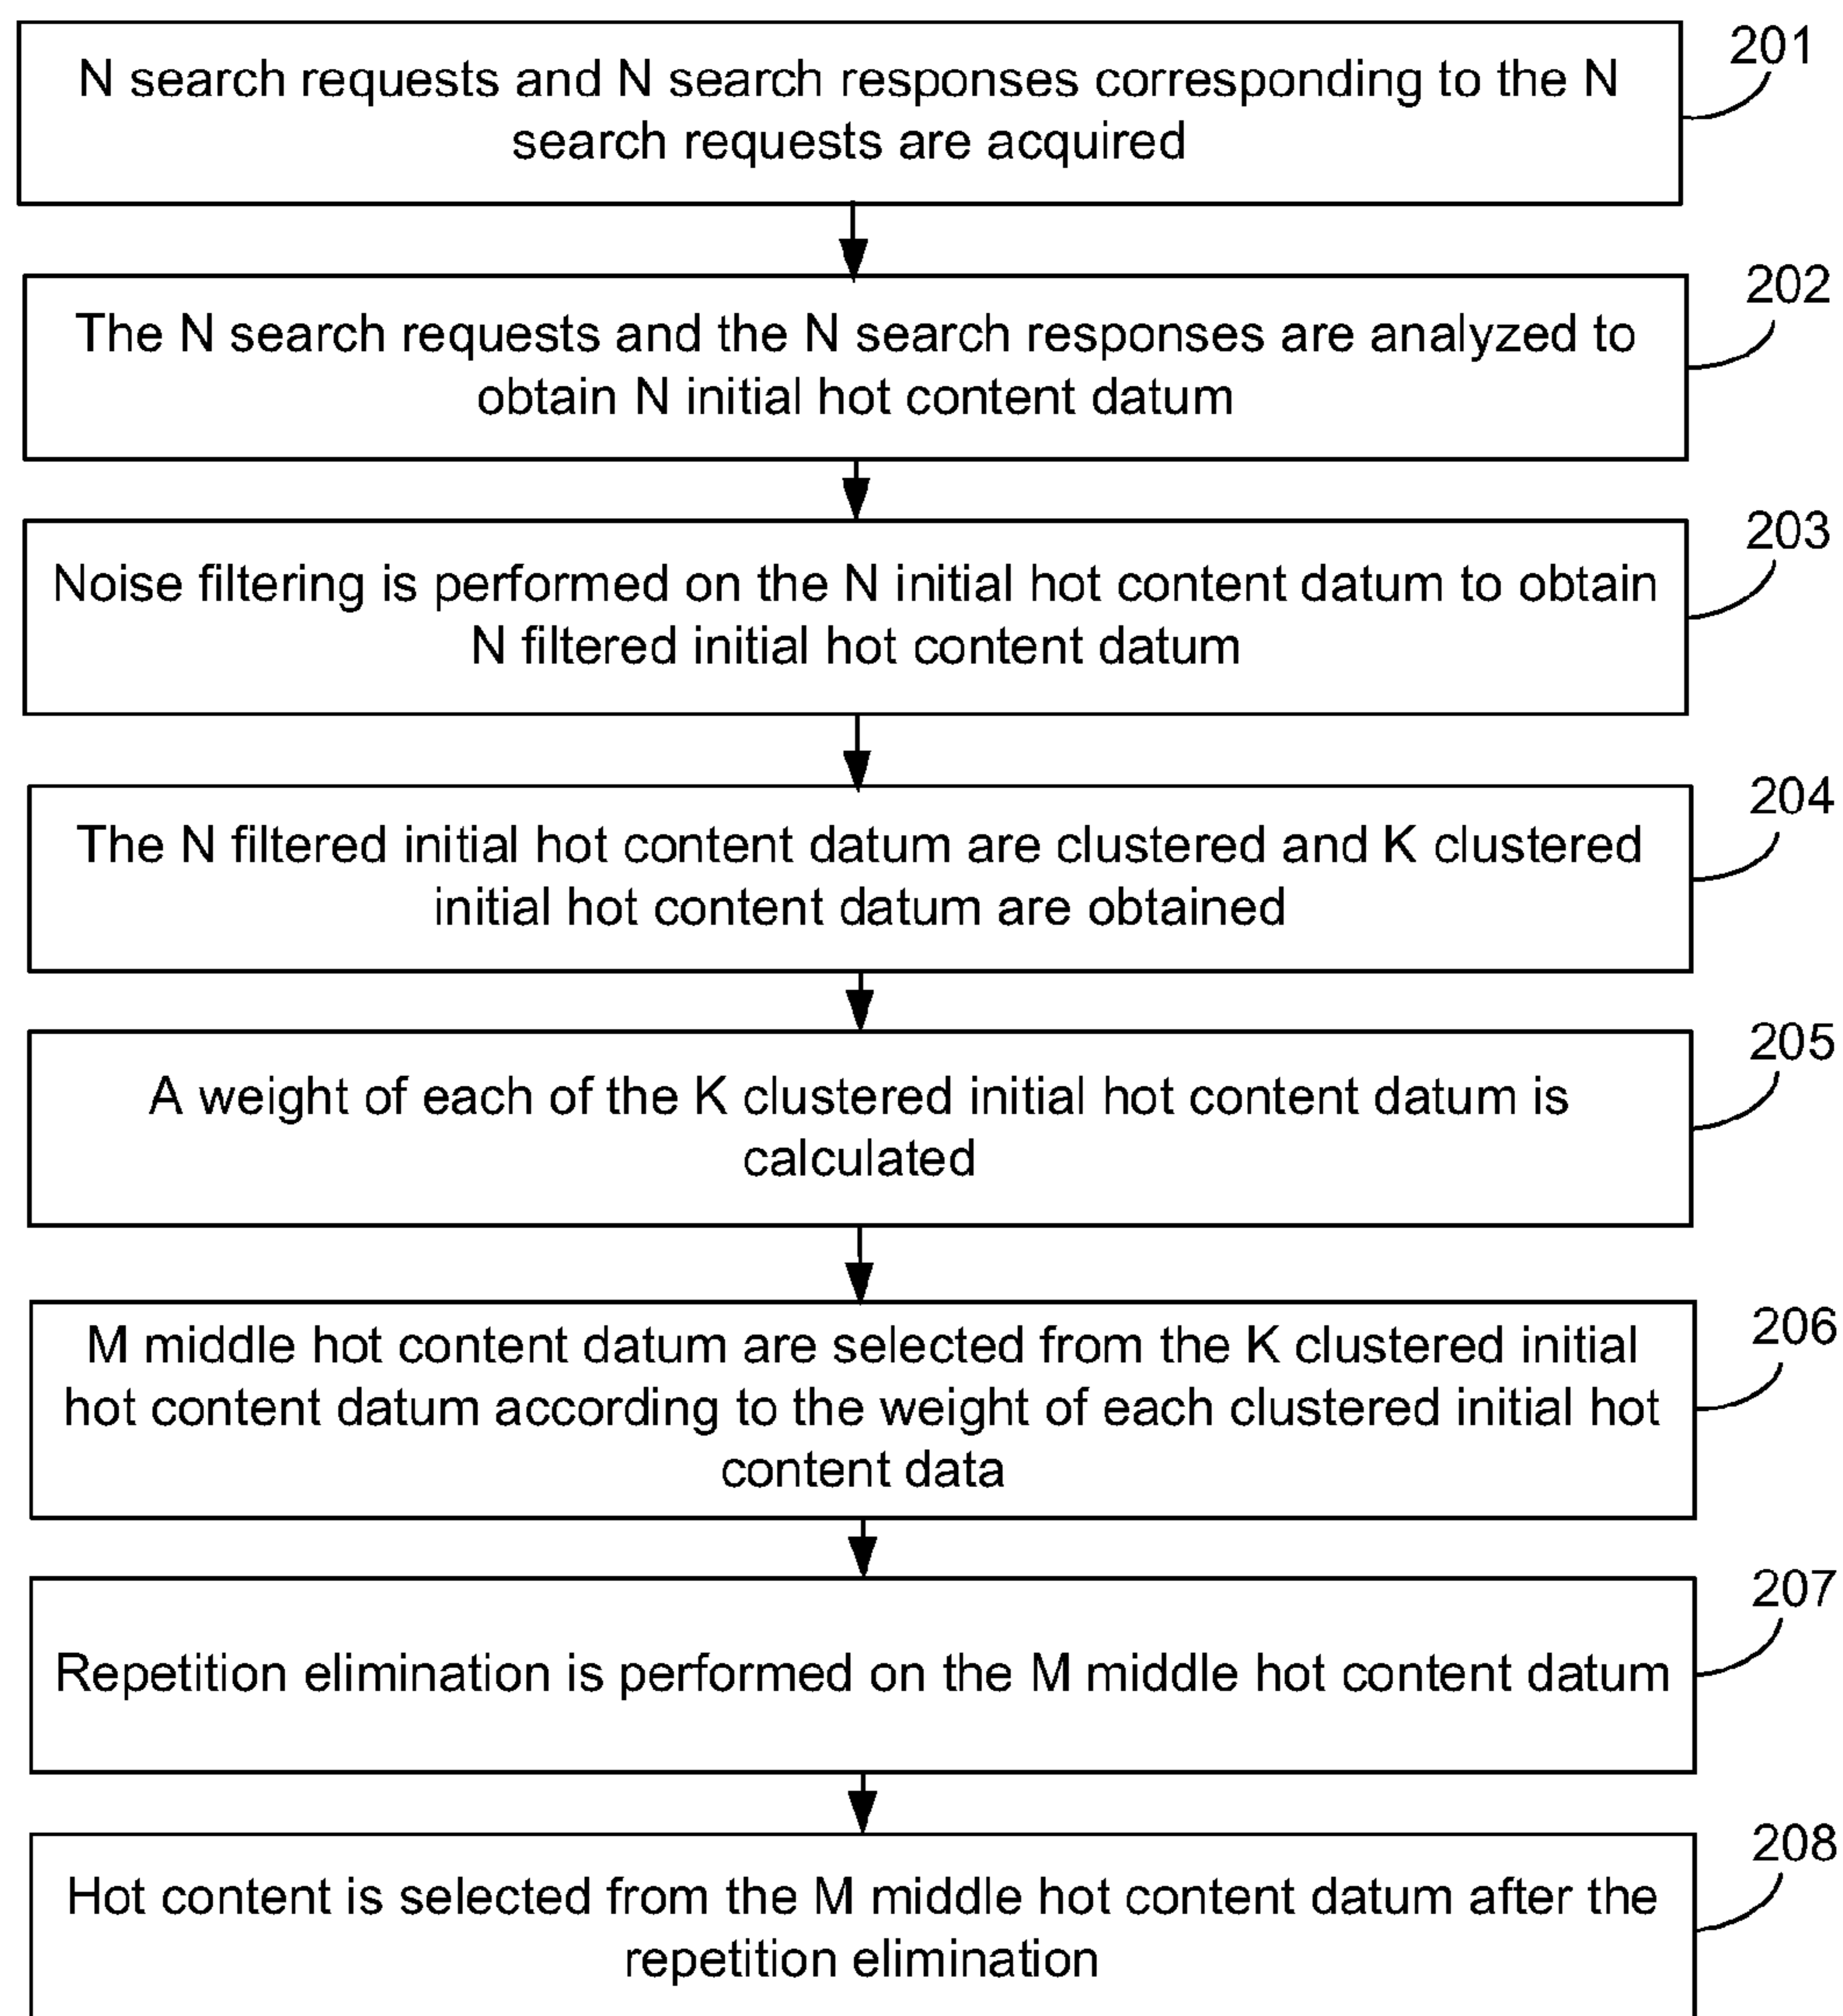 201
N search requests and N search responses corresponding to the N
search requests are acquired
202
The N search requests and the N search responses are analyzed to
obtain N initial hot content datum
203
Noise filtering is performed on the N initial hot content datum to obtain
N filtered initial hot content datum
204
The N filtered initial hot content datum are clustered and K clustered
initial hot content datum are obtained
205
A weight of each of the K clustered initial hot content datum is
calculated
206
M middle hot content datum are selected from the K clustered initial
hot content datum according to the weight of each clustered initial hot
content data
207
Repetition elimination is performed on the M middle hot content datum
208
Hot content is selected from the M middle hot content datum after the
repetition elimination